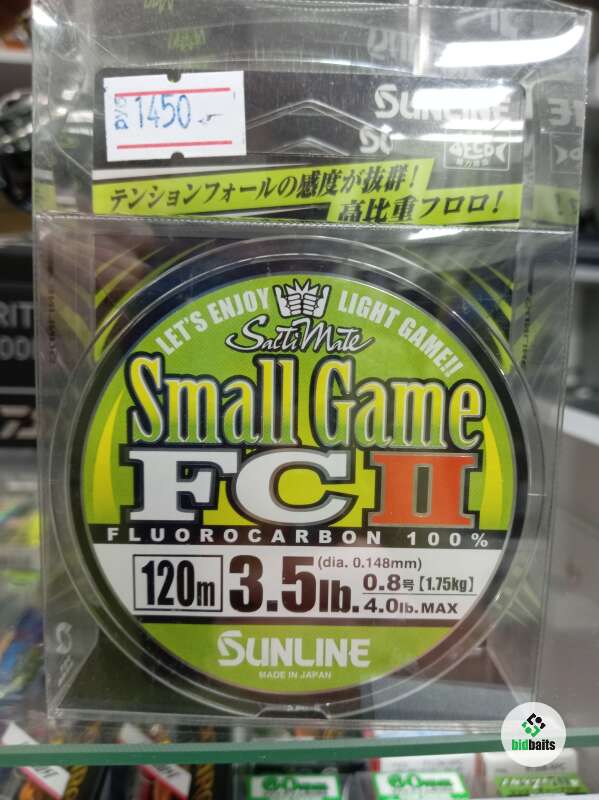 руб
1450
SUNLINE
テンションフォールの感度が抜群!
高比重フロロ!
LET'S ENJOY LIGHT GAME!!
SaltiMate
Small Game
FC II
FLUOROCARBON 100%
120m 3.5lb. (dia. 0.148mm)
0.8号[1.75kg]
4.0lb.MAX
SUNLINE
MADE IN JAPAN
bidbaits